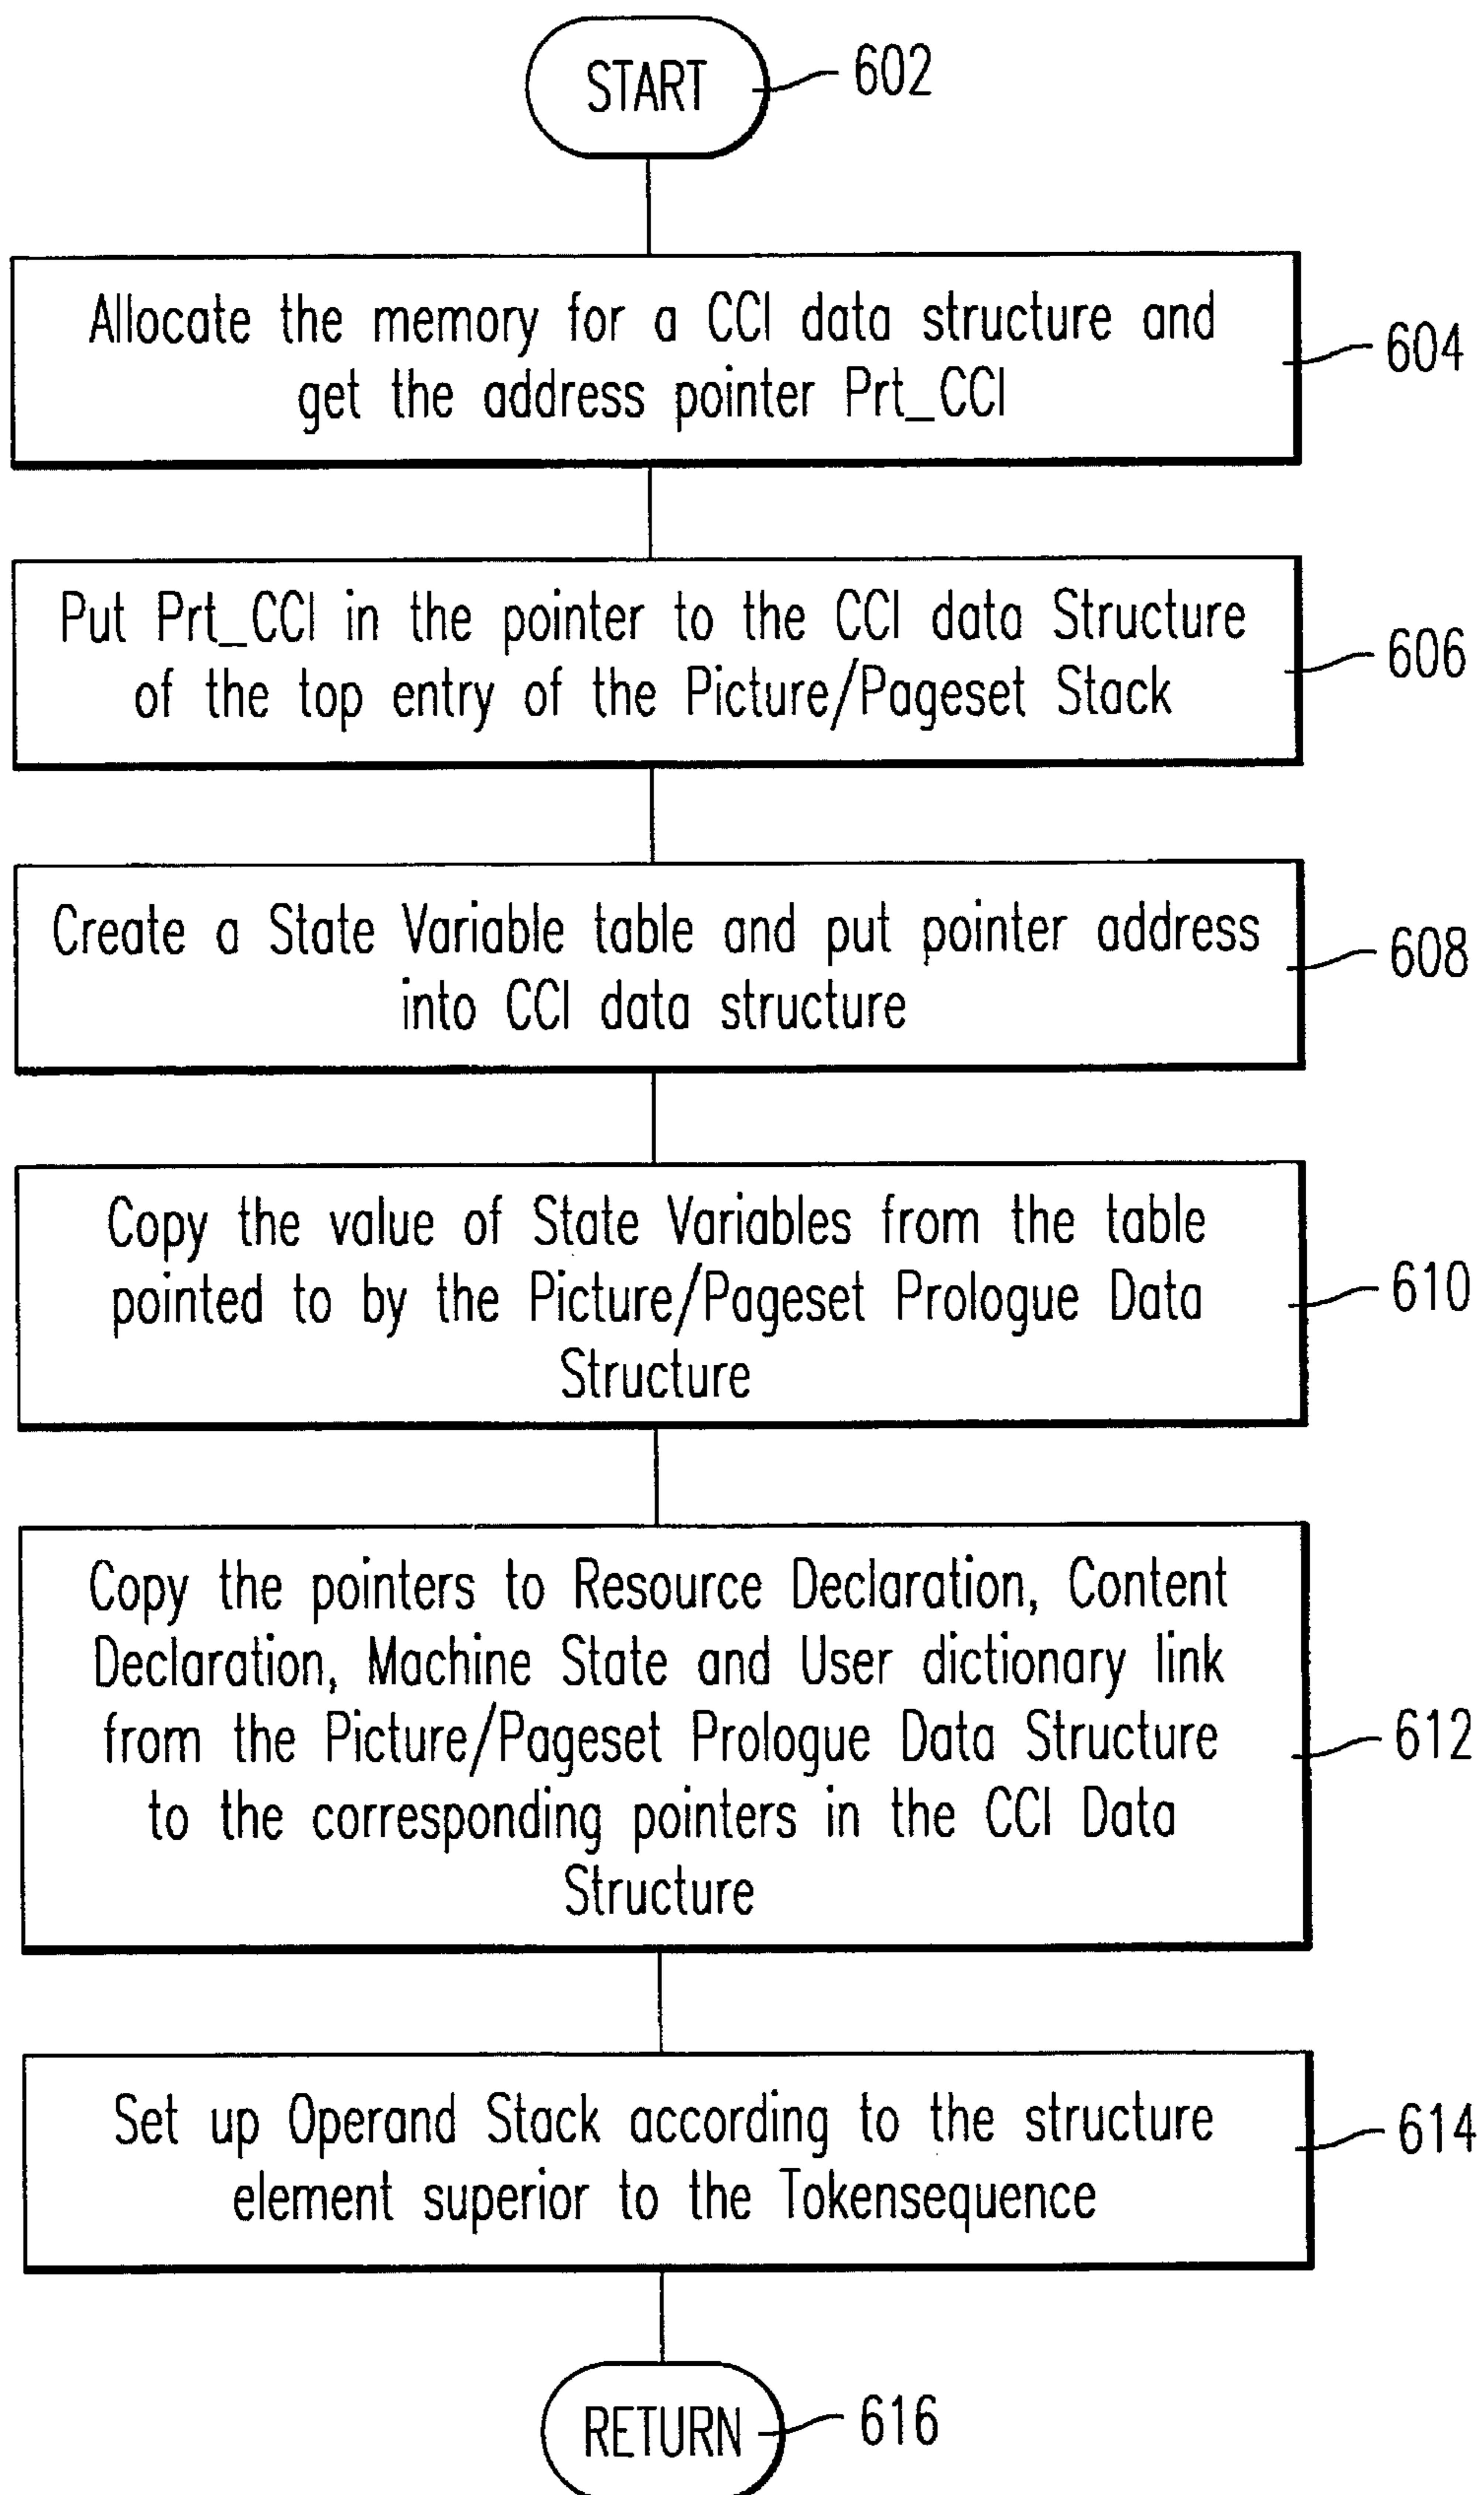 START
602
Allocate the memory for a CCI data structure and
get the address pointer Prt_CCI
604
Put Prt_CCI in the pointer to the CCI data Structure
of the top entry of the Picture/Pageset Stack
606
Create a State Variable table and put pointer address
into CCI data structure
608
Copy the value of State Variables from the table
pointed to by the Picture/Pageset Prologue Data
Structure
610
Copy the pointers to Resource Declaration, Content
Declaration, Machine State and User dictionary link
from the Picture/Pageset Prologue Data Structure
to the corresponding pointers in the CCI Data
Structure
612
Set up Operand Stack according to the structure
element superior to the Tokensequence
614
RETURN
616